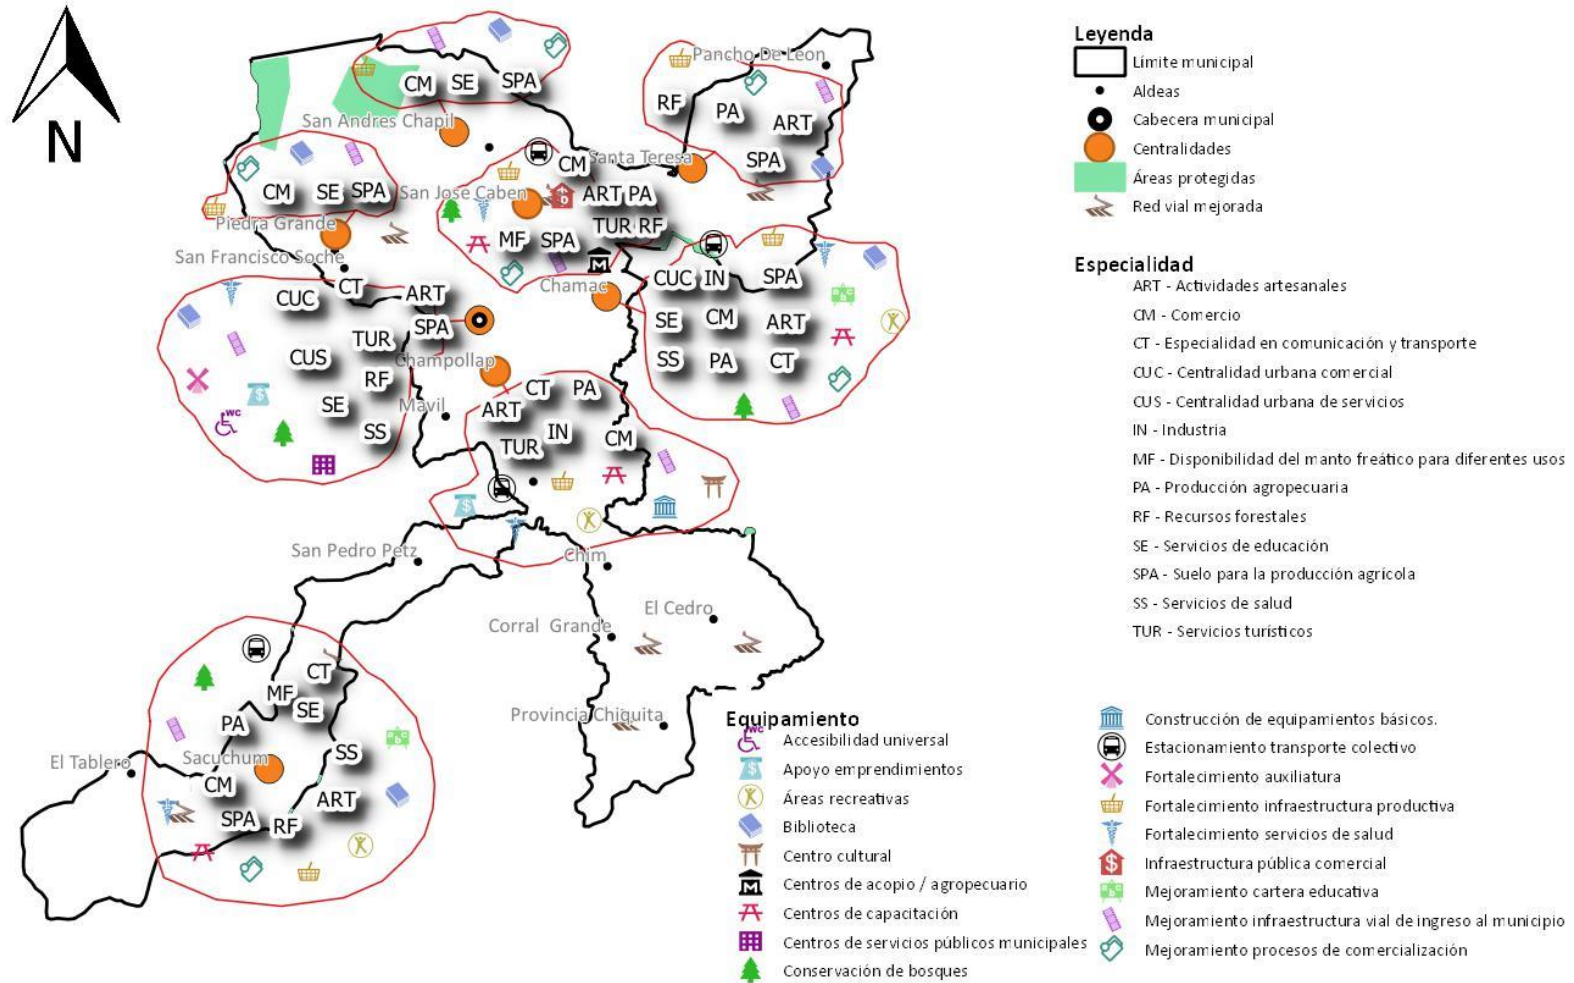 N
CM SE SPA
San Andres Chapil
Pancho De Leon
RF PA ART
SPA
Santa Teresa
CM SE SPA
Piedra Grande
San Francisco Soche
San Jose Caben
CM
ART PA
TUR RF
MF SPA
Chamac
CUC IN SPA
SE CM ART
SS PA CT
CUC CT ART
TUR SPA
CUS
RF
SE
SS
Champollap
Mavil
CT PA
ART
TUR IN CM
San Pedro Petz
Chim
El Cedro
Corral Grande
Provincia Chiquita
CT
MF
SE
PA
SS
El Tablero
Sacuchum
CM
ART
SPA RF
Leyenda
Límite municipal
Aldeas
Cabecera municipal
Centralidades
Áreas protegidas
Red vial mejorada
Especialidad
ART - Actividades artesanales
CM - Comercio
CT - Especialidad en comunicación y transporte
CUC - Centralidad urbana comercial
CUS - Centralidad urbana de servicios
IN - Industria
MF - Disponibilidad del manto freático para diferentes usos
PA - Producción agropecuaria
RF - Recursos forestales
SE - Servicios de educación
SPA - Suelo para la producción agrícola
SS - Servicios de salud
TUR - Servicios turísticos
Equipamiento
Accesibilidad universal
Apoyo emprendimientos
Áreas recreativas
Biblioteca
Centro cultural
Centros de acopio / agropecuario
Centros de capacitación
Centros de servicios públicos municipales
Conservación de bosques
Construcción de equipamientos básicos.
Estacionamiento transporte colectivo
Fortalecimiento auxiliatura
Fortalecimiento infraestructura productiva
Fortalecimiento servicios de salud
Infraestructura pública comercial
Mejoramiento cartera educativa
Mejoramiento infraestructura vial de ingreso al municipio
Mejoramiento procesos de comercialización